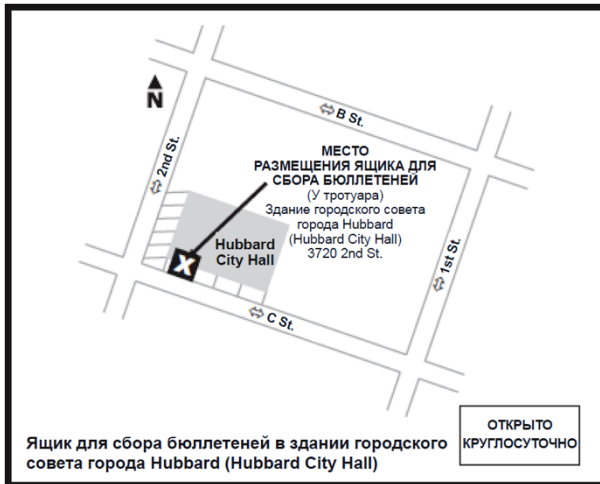 N
B St.
2nd St.
МЕСТО
РАЗМЕЩЕНИЯ ЯЩИКА ДЛЯ
СБОРА БЮЛЛЕТЕНЕЙ
(У тротуара)
Здание городского совета
города Hubbard
(Hubbard City Hall)
3720 2nd St.
Hubbard
City Hall
X
1st St.
C St.
ОТКРЫТО
КРУГЛОСУТОЧНО
Ящик для сбора бюллетеней в здании городского
совета города Hubbard (Hubbard City Hall)